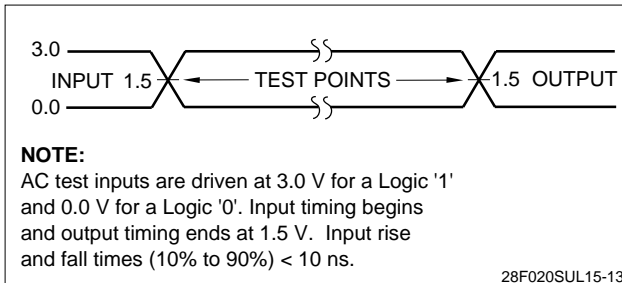 3.0
INPUT 1.5 TEST POINTS 1.5 OUTPUT
0.0
NOTE:
AC test inputs are driven at 3.0 V for a Logic '1'
and 0.0 V for a Logic '0'. Input timing begins
and output timing ends at 1.5 V. Input rise
and fall times (10% to 90%) < 10 ns.
28F020SUL15-13